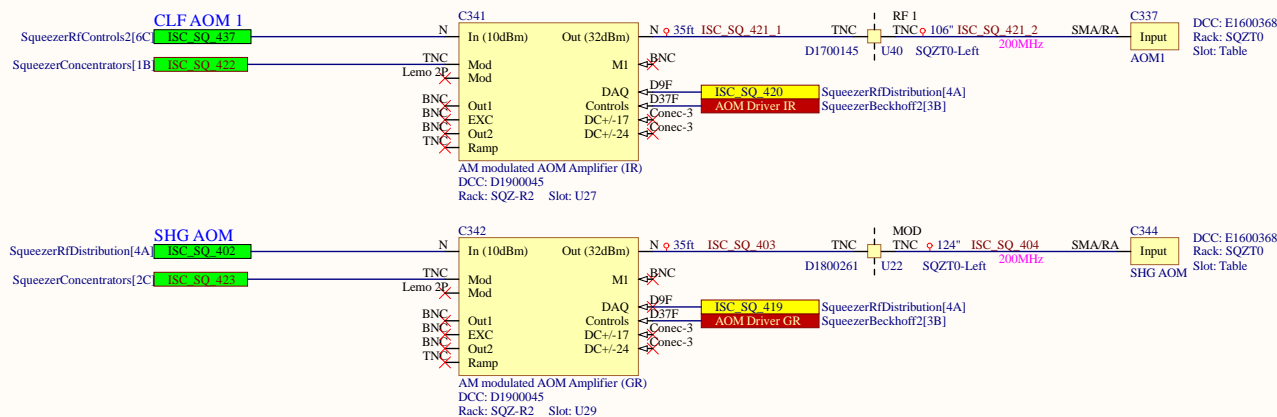 CLF AOM 1
C341
RF 1
C337
DCC: E1600368
Rack: SQZT0
Slot: Table
SqueezerRfControls2[6C] ISC_SQ_437 N In (10dBm) Out (32dBm) N 35ft ISC_SQ_421_1 TNC TNC 106" ISC_SQ_421_2 SMA/RA Input
D1700145 U40 SQZT0-Left 200MHz AOM1
SqueezerConcentrators[1B] ISC_SQ_422 TNC Mod M1 BNC
Lemo 2P Mod
DAQ D9F ISC_SQ_420 SqueezerRfDistribution[4A]
BNC Out1 Controls D37F AOM Driver IR SqueezerBeckhoff2[3B]
BNC EXC DC+/-17 Conec-3
BNC Out2 DC+/-24 Conec-3
TNC Ramp
AM modulated AOM Amplifier (IR)
DCC: D1900045
Rack: SQZ-R2 Slot: U27
SHG AOM
C342
MOD
C344
DCC: E1600368
Rack: SQZT0
Slot: Table
SqueezerRfDistribution[4A] ISC_SQ_402 N In (10dBm) Out (32dBm) N 35ft ISC_SQ_403 TNC TNC 124" ISC_SQ_404 SMA/RA Input
D1800261 U22 SQZT0-Left 200MHz SHG AOM
SqueezerConcentrators[2C] ISC_SQ_423 TNC Mod M1 BNC
Lemo 2P Mod
DAQ D9F ISC_SQ_419 SqueezerRfDistribution[4A]
BNC Out1 Controls D37F AOM Driver GR SqueezerBeckhoff2[3B]
BNC EXC DC+/-17 Conec-3
BNC Out2 DC+/-24 Conec-3
TNC Ramp
AM modulated AOM Amplifier (GR)
DCC: D1900045
Rack: SQZ-R2 Slot: U29